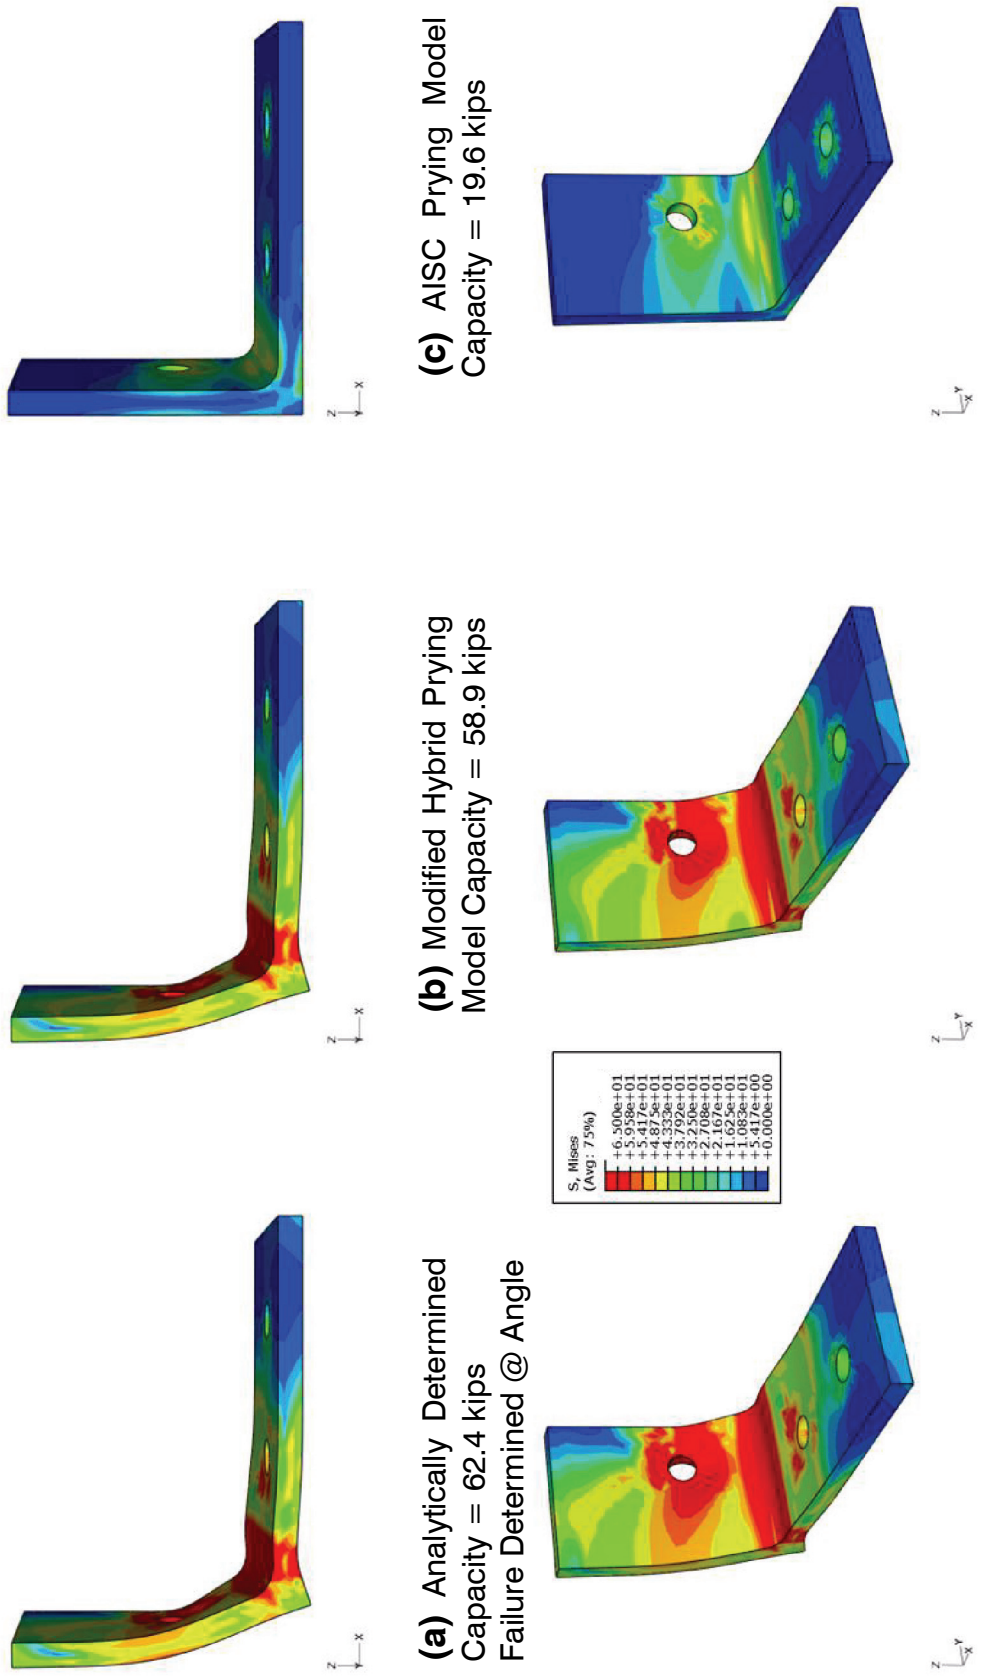 (a) Analytically Determined
Capacity = 62.4 kips
Failure Determined @ Angle
(b) Modified Hybrid Prying
Model Capacity = 58.9 kips
(c) AISC Prying Model
Capacity = 19.6 kips
S, Mises
(Avg: 75%)
+6.500e+01
+5.958e+01
+5.417e+01
+4.875e+01
+4.333e+01
+3.792e+01
+3.250e+01
+2.708e+01
+2.167e+01
+1.625e+01
+1.083e+01
+5.417e+00
+0.000e+00
Z
Y
X
Z
Y
X
Z
Y
X
Z
Y
X
Z
Y
X
Z
Y
X